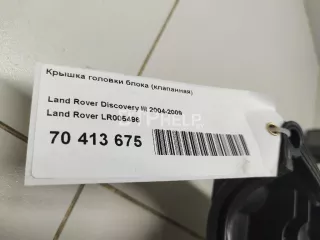 Крышка головки блока (клапанная)
Land Rover Discovery III 2004-2009
Land Rover LR005496
70 413 675